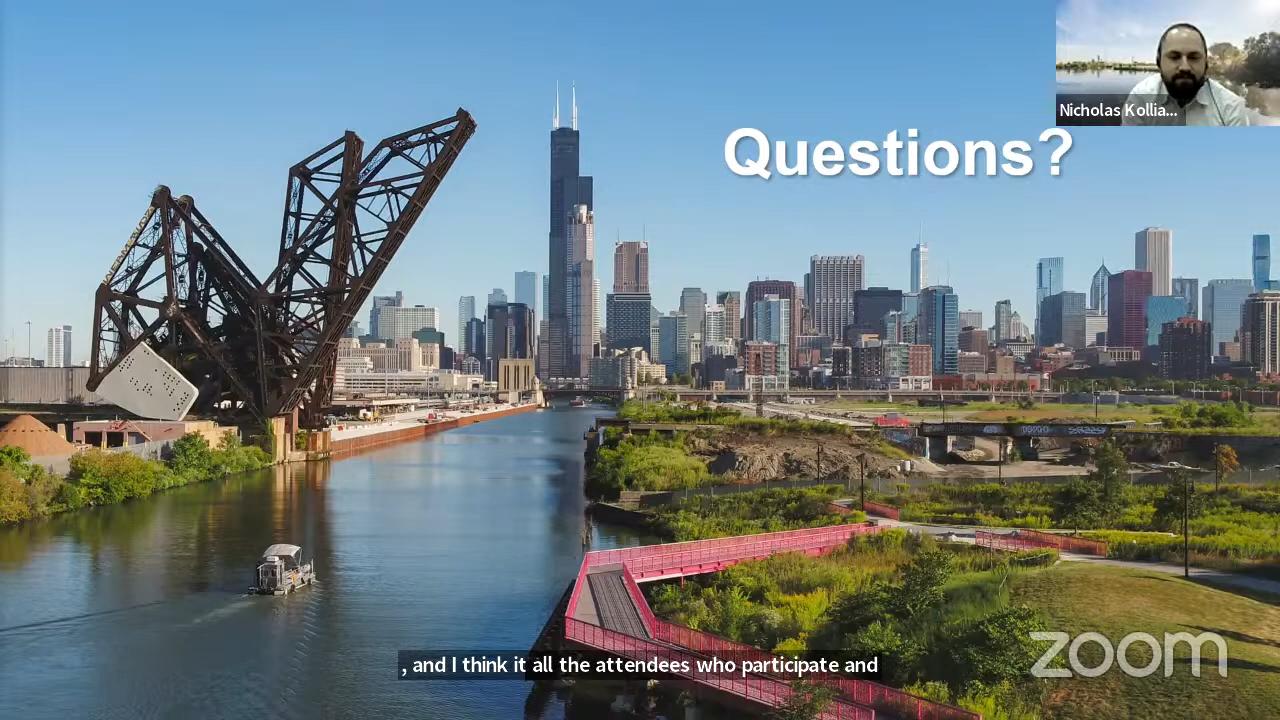 Nicholas Kollia...
Questions?
zoom
, and I think it all the attendees who participate and